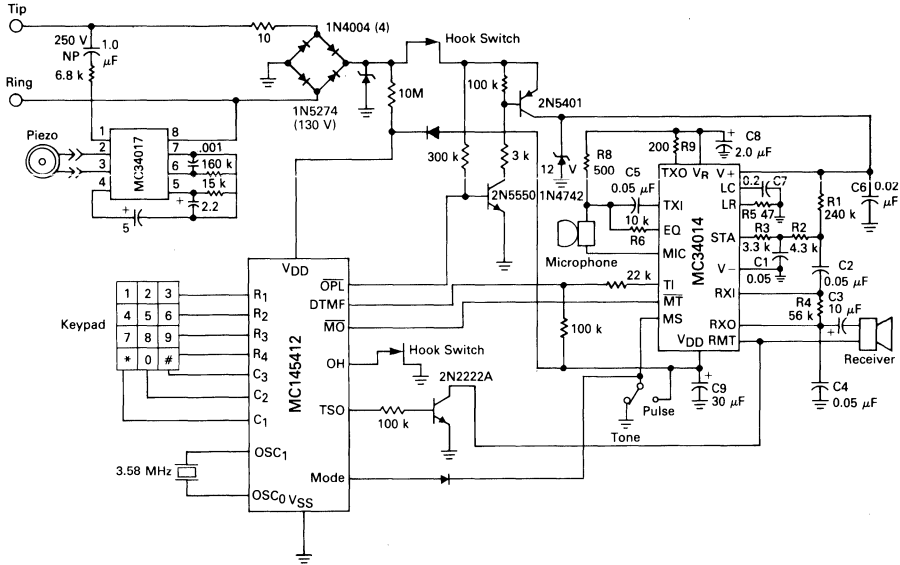 Tip
250 V
NP
1.0
μF
6.8 k
10
1N4004 (4)
Hook Switch
Ring
1N5274
(130 V)
10M
100 k
2N5401
Piezo
1
2
3
4
MC34017
8
7
6
5
.001
160 k
15 k
2.2
+
+
5
300 k
3 k
2N5550
12 V
1N4742
R8
500
200
R9
C8
2.0 μF
+
C5
0.05 μF
10 k
R6
Microphone
TXO
VR
V+
LC
LR
TXI
EQ
STA
MIC
V−
TI
RXI
MT
MS
RXO
VDD
RMT
MC34014
0.2
C7
R5
47
R1
240 k
C6
0.02
μF
R3
3.3 k
R2
4.3 k
C1
0.05
C2
0.05 μF
R4
56 k
C3
10 μF
+
Receiver
C4
0.05 μF
C9
30 μF
+
22 k
100 k
Pulse
Tone
Keypad
1 2 3
4 5 6
7 8 9
* 0 #
VDD
R1
R2
R3
R4
C3
C2
C1
OSC1
OSC0
VSS
MC145412
OPL
DTMF
MO
OH
TSO
Mode
Hook Switch
2N2222A
100 k
3.58 MHz